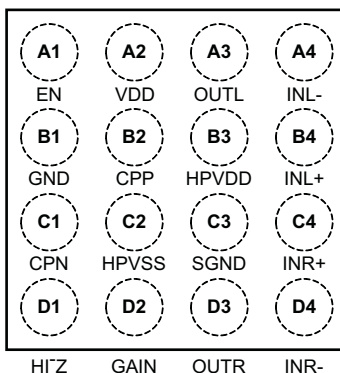 A1 A2 A3 A4
EN VDD OUTL INL-
B1 B2 B3 B4
GND CPP HPVDD INL+
C1 C2 C3 C4
CPN HPVSS SGND INR+
D1 D2 D3 D4
HI-Z GAIN OUTR INR-